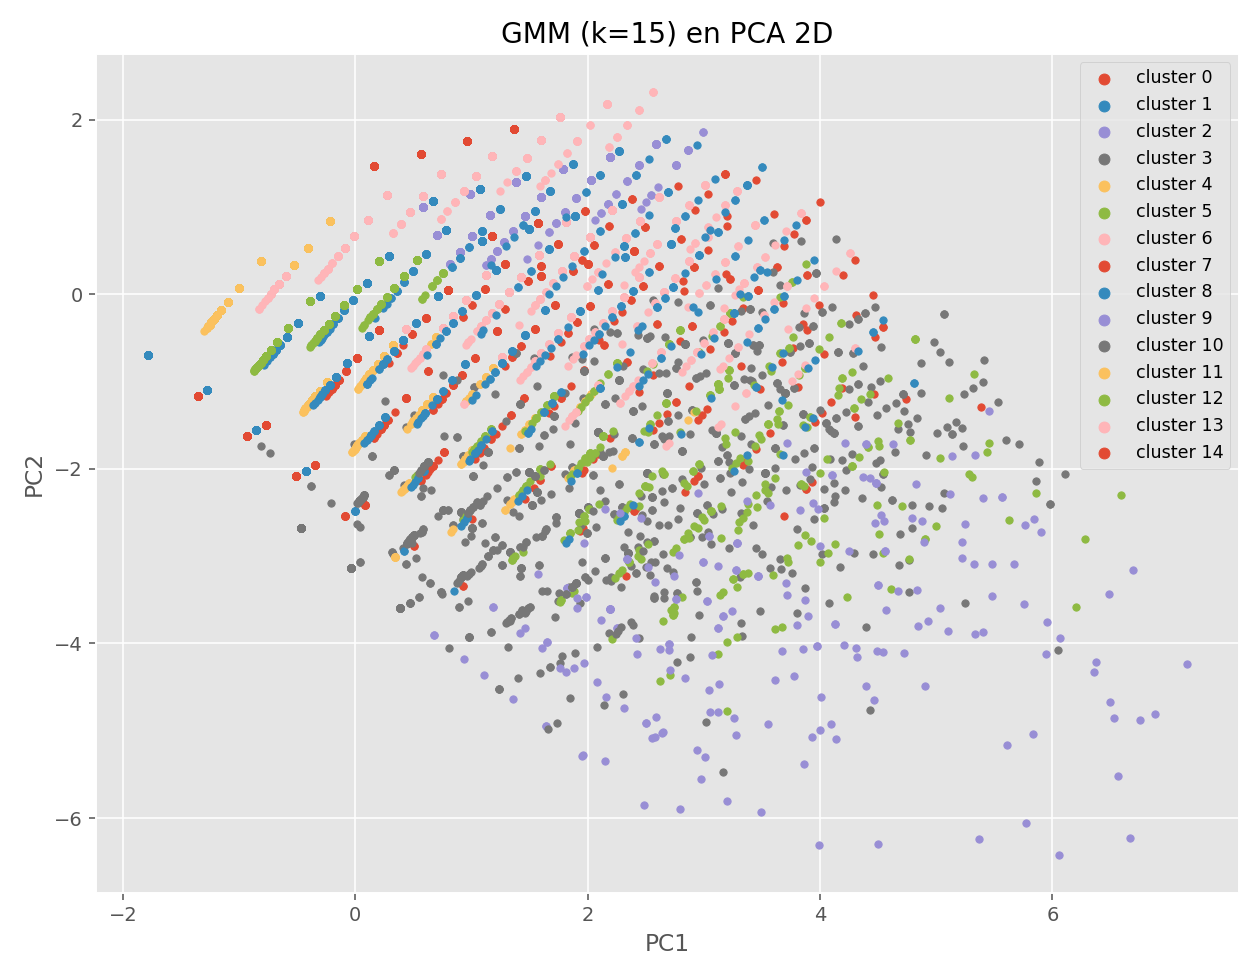 GMM (k=15) en PCA 2D
cluster 0
cluster 1
cluster 2
cluster 3
cluster 4
cluster 5
cluster 6
cluster 7
cluster 8
cluster 9
cluster 10
cluster 11
cluster 12
cluster 13
cluster 14
2
0
−2
−4
−6
PC2
−2
0
2
4
6
PC1